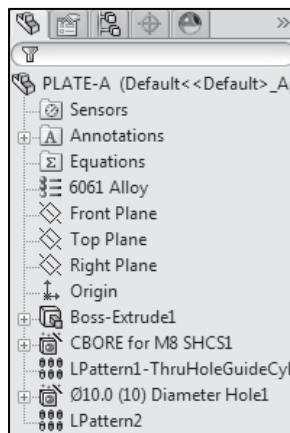 »
PLATE-A (Default<<Default>_A
Sensors
A Annotations
Σ Equations
6061 Alloy
Front Plane
Top Plane
Right Plane
Origin
Boss-Extrude1
CBORE for M8 SHCS1
LPattern1-ThruHoleGuideCyl
Ø10.0 (10) Diameter Hole1
LPattern2